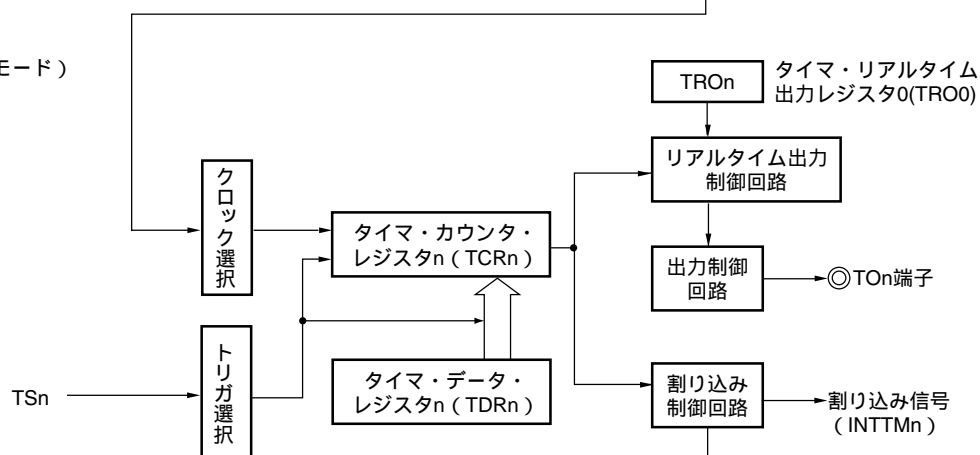 モード)
TROn
タイマ・リアルタイム
出力レジスタ0(TRO0)
リアルタイム出力
制御回路
クロック選択
タイマ・カウンタ・
レジスタn(TCRn)
出力制御
回路
TOn端子
トリガ選択
TSn
タイマ・データ・
レジスタn(TDRn)
割り込み
制御回路
割り込み信号
(INTTMn)